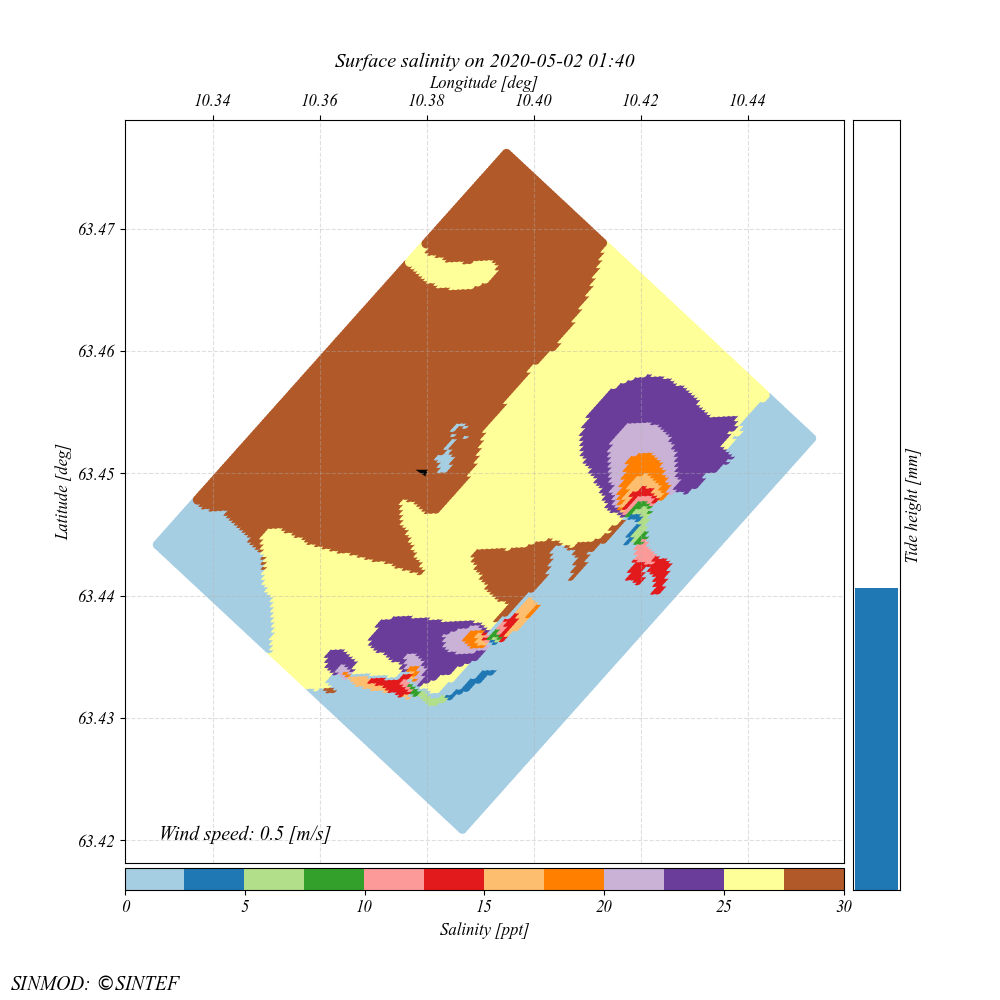 Surface salinity on 2020-05-02 01:40
Longitude [deg]
10.34 10.36 10.38 10.40 10.42 10.44
63.47
63.46
63.45
63.44
63.43
63.42
Latitude [deg]
Tide height [mm]
Wind speed: 0.5 [m/s]
0 5 10 15 20 25 30
Salinity [ppt]
SINMOD: ©SINTEF